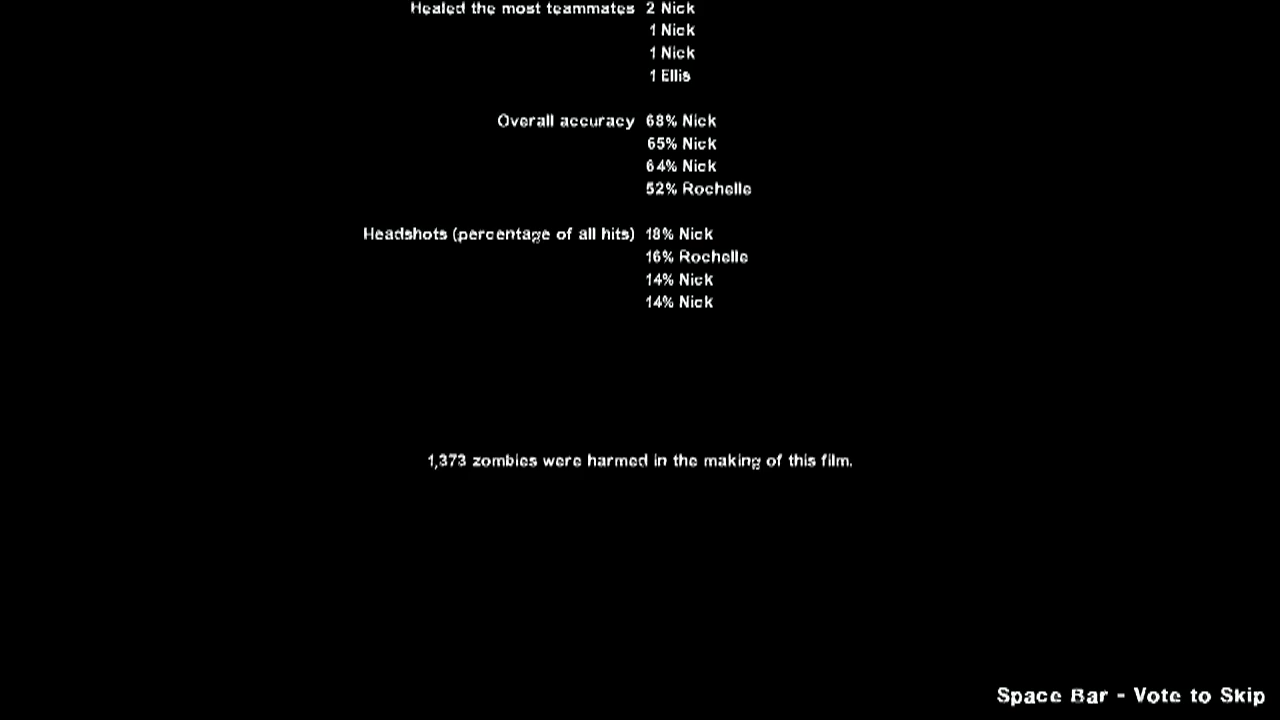 Healed the most teammates 2 Nick
1 Nick
1 Nick
1 Ellis
Overall accuracy 68% Nick
65% Nick
64% Nick
52% Rochelle
Headshots (percentage of all hits) 18% Nick
16% Rochelle
14% Nick
14% Nick
1,373 zombies were harmed in the making of this film.
Space Bar - Vote to Skip